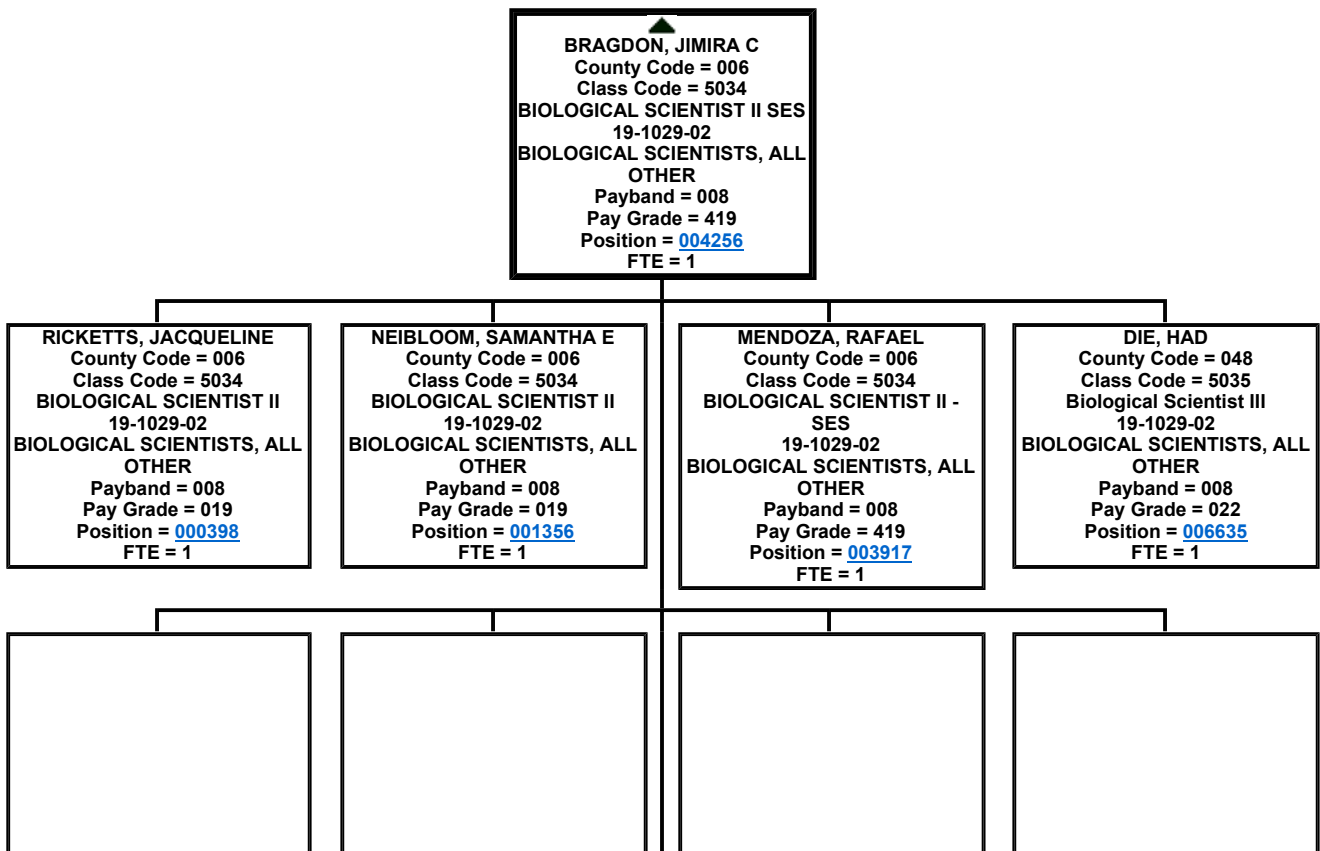 BRAGDON, JIMIRA C
County Code = 006
Class Code = 5034
BIOLOGICAL SCIENTIST II SES
19-1029-02
BIOLOGICAL SCIENTISTS, ALL
OTHER
Payband = 008
Pay Grade = 419
Position = 004256
FTE = 1
RICKETTS, JACQUELINE
County Code = 006
Class Code = 5034
BIOLOGICAL SCIENTIST II
19-1029-02
BIOLOGICAL SCIENTISTS, ALL
OTHER
Payband = 008
Pay Grade = 019
Position = 000398
FTE = 1
NEIBLOOM, SAMANTHA E
County Code = 006
Class Code = 5034
BIOLOGICAL SCIENTIST II
19-1029-02
BIOLOGICAL SCIENTISTS, ALL
OTHER
Payband = 008
Pay Grade = 019
Position = 001356
FTE = 1
MENDOZA, RAFAEL
County Code = 006
Class Code = 5034
BIOLOGICAL SCIENTIST II -
SES
19-1029-02
BIOLOGICAL SCIENTISTS, ALL
OTHER
Payband = 008
Pay Grade = 419
Position = 003917
FTE = 1
DIE, HAD
County Code = 048
Class Code = 5035
Biological Scientist III
19-1029-02
BIOLOGICAL SCIENTISTS, ALL
OTHER
Payband = 008
Pay Grade = 022
Position = 006635
FTE = 1